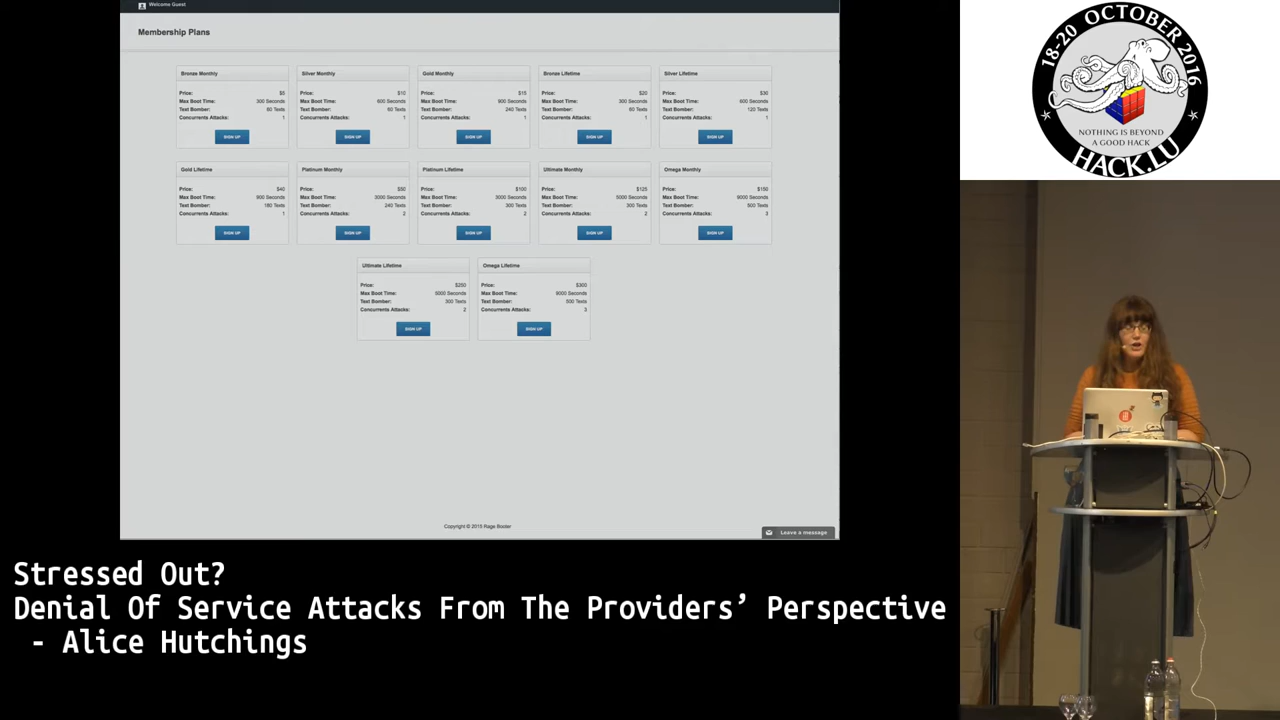 Welcome Guest
Membership Plans
Bronze Monthly
Price: $5
Max Boot Time: 300 Seconds
Text Bomber: 60 Texts
Concurrents Attacks: 1
SIGN UP
Silver Monthly
Price: $10
Max Boot Time: 600 Seconds
Text Bomber: 60 Texts
Concurrents Attacks: 1
SIGN UP
Gold Monthly
Price: $15
Max Boot Time: 900 Seconds
Text Bomber: 240 Texts
Concurrents Attacks: 1
SIGN UP
Bronze Lifetime
Price: $20
Max Boot Time: 300 Seconds
Text Bomber: 60 Texts
Concurrents Attacks: 1
SIGN UP
Silver Lifetime
Price: $30
Max Boot Time: 600 Seconds
Text Bomber: 120 Texts
Concurrents Attacks: 1
SIGN UP
Gold Lifetime
Price: $40
Max Boot Time: 900 Seconds
Text Bomber: 180 Texts
Concurrents Attacks: 1
SIGN UP
Platinum Monthly
Price: $50
Max Boot Time: 3000 Seconds
Text Bomber: 240 Texts
Concurrents Attacks: 2
SIGN UP
Platinum Lifetime
Price: $100
Max Boot Time: 3000 Seconds
Text Bomber: 300 Texts
Concurrents Attacks: 2
SIGN UP
Ultimate Monthly
Price: $125
Max Boot Time: 5000 Seconds
Text Bomber: 300 Texts
Concurrents Attacks: 2
SIGN UP
Omega Monthly
Price: $150
Max Boot Time: 9000 Seconds
Text Bomber: 500 Texts
Concurrents Attacks: 3
SIGN UP
Ultimate Lifetime
Price: $250
Max Boot Time: 5000 Seconds
Text Bomber: 300 Texts
Concurrents Attacks: 2
SIGN UP
Omega Lifetime
Price: $300
Max Boot Time: 9000 Seconds
Text Bomber: 500 Texts
Concurrents Attacks: 3
SIGN UP
Copyright © 2015 Rage Booter
Leave a message
18-20 OCTOBER 2016
NOTHING IS BEYOND
A GOOD HACK
HACK.LU
Stressed Out?
Denial Of Service Attacks From The Providers’ Perspective
- Alice Hutchings